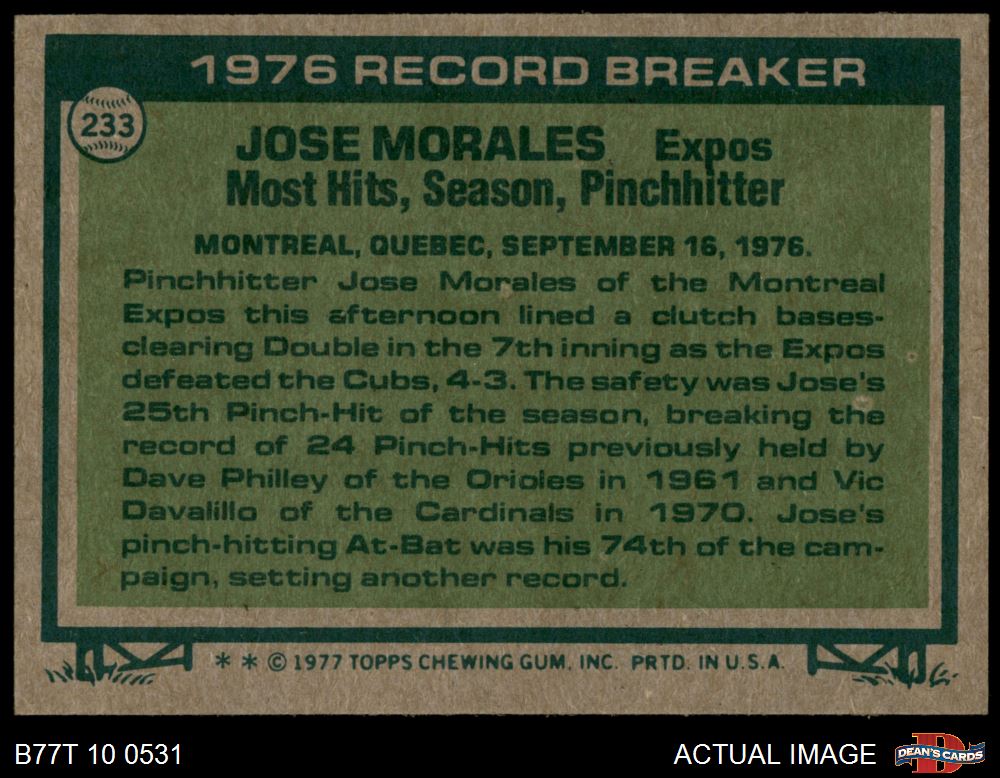 1976 RECORD BREAKER
233
JOSE MORALES Expos
Most Hits, Season, Pinchhitter
MONTREAL, QUEBEC, SEPTEMBER 16, 1976.
Pinchhitter Jose Morales of the Montreal
Expos this afternoon lined a clutch bases-
clearing Double in the 7th inning as the Expos
defeated the Cubs, 4-3. The safety was Jose's
25th Pinch-Hit of the season, breaking the
record of 24 Pinch-Hits previously held by
Dave Philley of the Orioles in 1961 and Vic
Davalillo of the Cardinals in 1970. Jose's
pinch-hitting At-Bat was his 74th of the cam-
paign, setting another record.
* * © 1977 TOPPS CHEWING GUM, INC. PRTD. IN U.S.A.
B77T 10 0531
ACTUAL IMAGE
D
DEAN'S CARDS